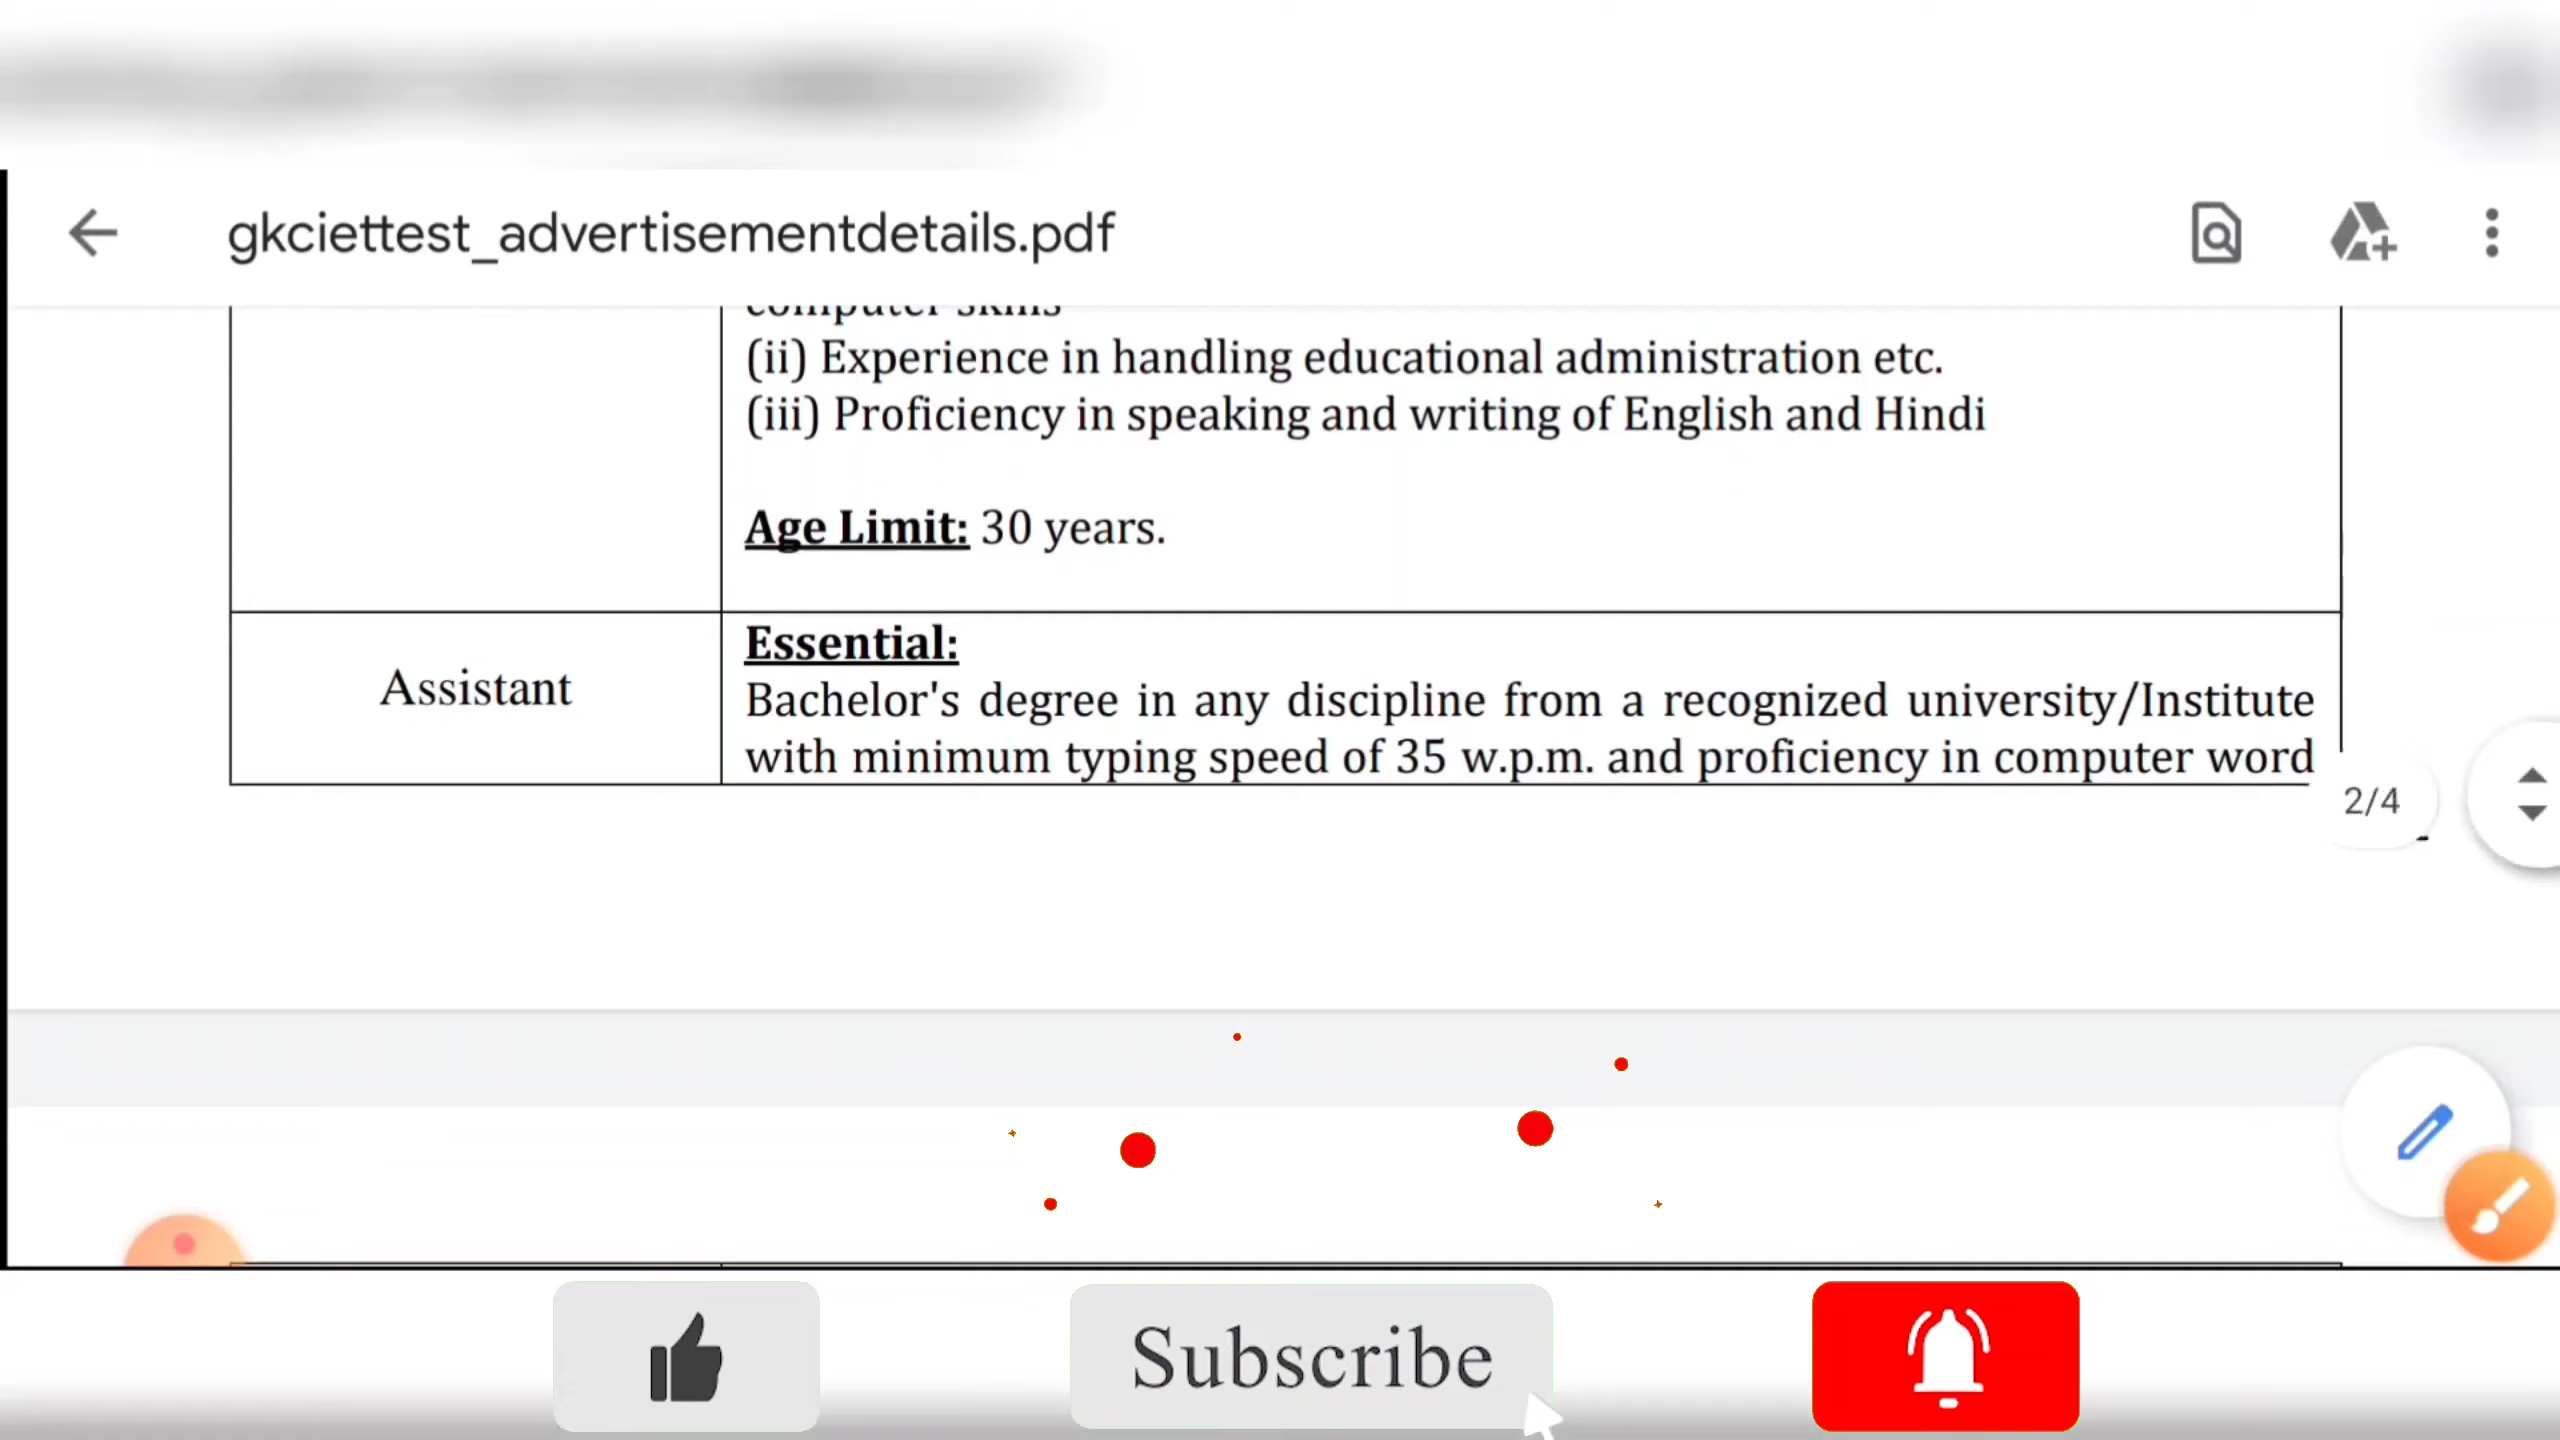 gkciettest_advertisementdetails.pdf
computer skills
(ii) Experience in handling educational administration etc.
(iii) Proficiency in speaking and writing of English and Hindi
Age Limit: 30 years.
Assistant
Essential:
Bachelor's degree in any discipline from a recognized university/Institute
with minimum typing speed of 35 w.p.m. and proficiency in computer word
2/4
Subscribe